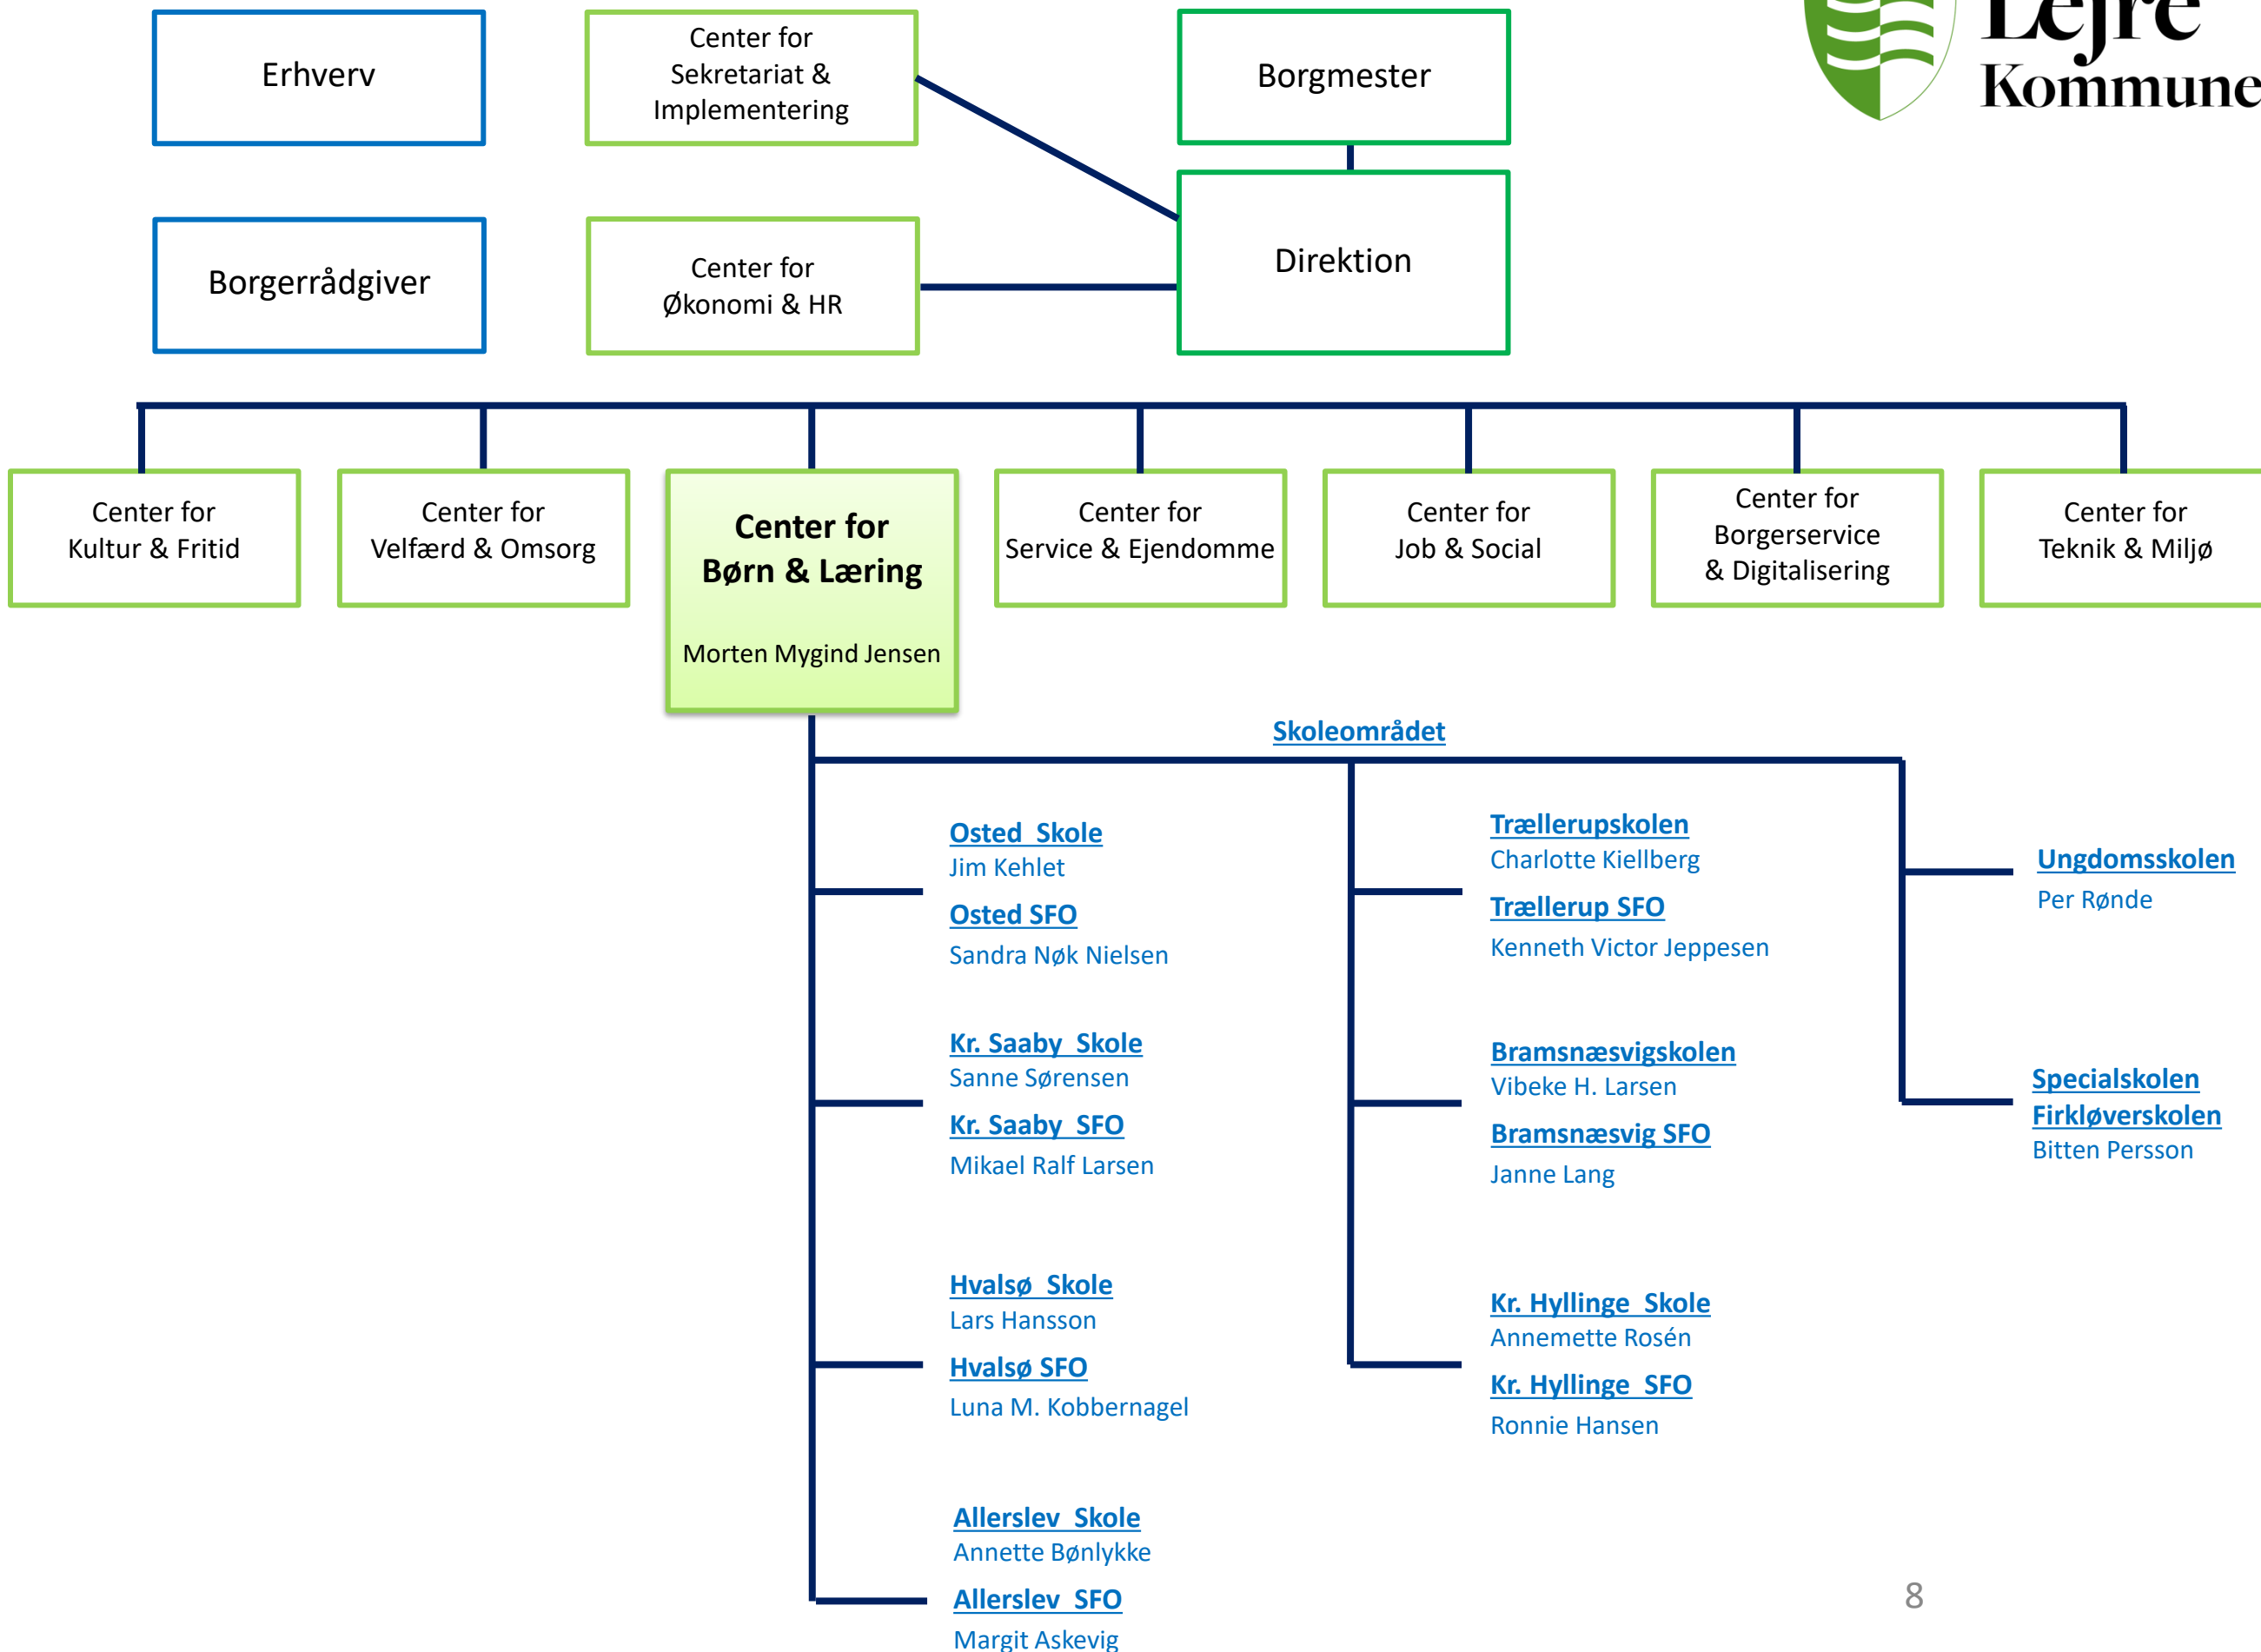 Erhverv
Center for
Sekretariat &
Implementering
Borgmester
Lejre
Kommune
Borgerrådgiver
Center for
Økonomi & HR
Direktion
Center for
Kultur & Fritid
Center for
Velfærd & Omsorg
Center for
Børn & Læring
Morten Mygind Jensen
Center for
Service & Ejendomme
Center for
Job & Social
Center for
Borgerservice
& Digitalisering
Center for
Teknik & Miljø
Skoleområdet
Osted Skole
Jim Kehlet
Osted SFO
Sandra Nøk Nielsen
Kr. Saaby Skole
Sanne Sørensen
Kr. Saaby SFO
Mikael Ralf Larsen
Hvalsø Skole
Lars Hansson
Hvalsø SFO
Luna M. Kobbernagel
Allerslev Skole
Annette Bønlykke
Allerslev SFO
Margit Askevig
Trællerupskolen
Charlotte Kiellberg
Trællerup SFO
Kenneth Victor Jeppesen
Bramsnæsvigskolen
Vibeke H. Larsen
Bramsnæsvig SFO
Janne Lang
Kr. Hyllinge Skole
Annemette Rosén
Kr. Hyllinge SFO
Ronnie Hansen
Ungdomsskolen
Per Rønde
Specialskolen
Firkløverskolen
Bitten Persson
8